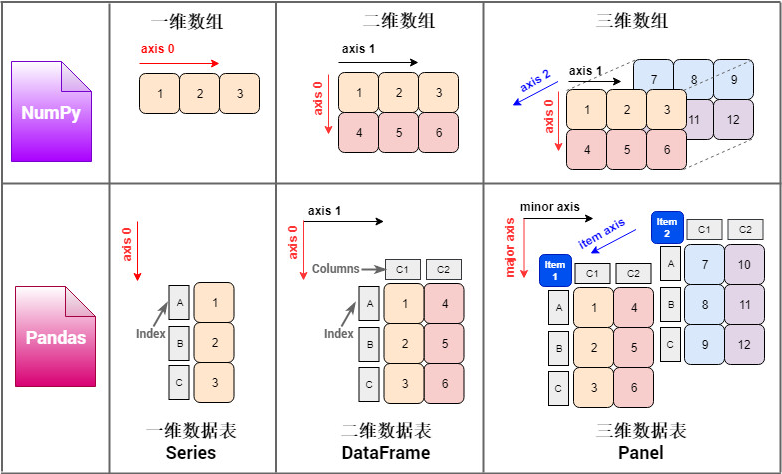 一维数组
二维数组
三维数组
NumPy
axis 0
1 2 3
axis 1
axis 0
1 2 3
4 5 6
axis 2
axis 1
axis 0
7 8 9
11 12
1 2 3
4 5 6
Pandas
axis 0
A 1
Index
B 2
C 3
一维数据表
Series
axis 1
axis 0
Columns
C1 C2
A 1 4
Index
B 2 5
C 3 6
二维数据表
DataFrame
minor axis
major axis
item axis
Item
2
C1 C2
A 7 10
B 8 11
C 9 12
Item
1
C1 C2
A 1 4
B 2 5
C 3 6
三维数据表
Panel